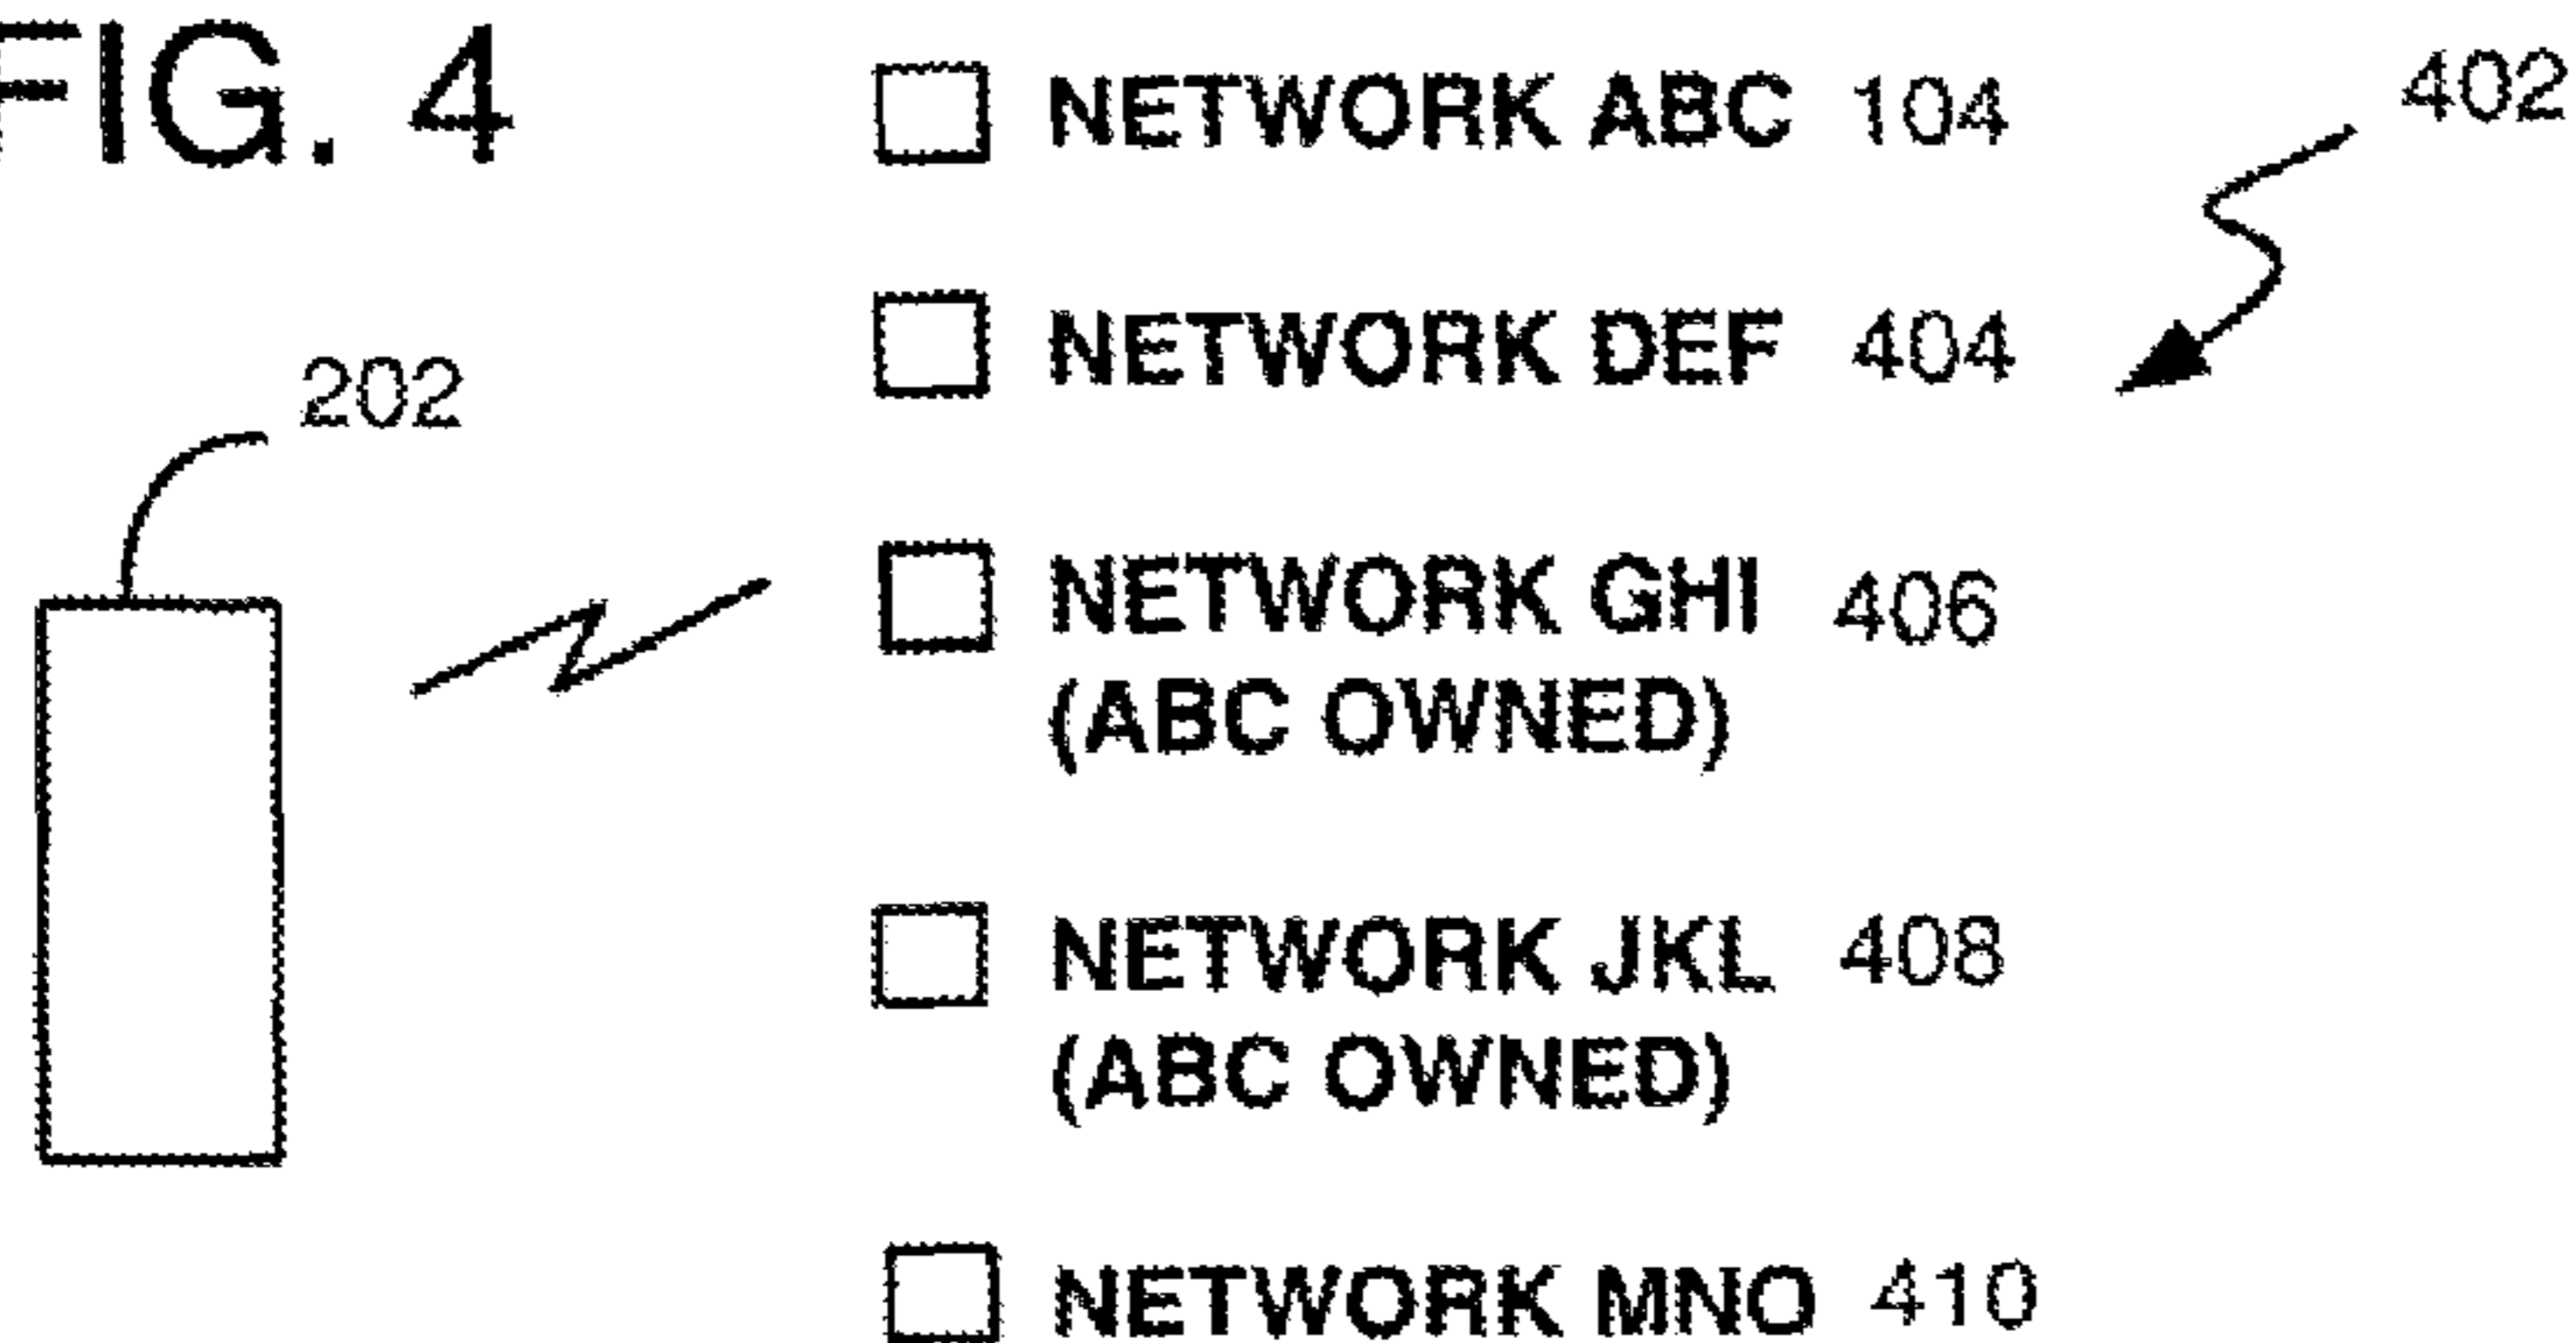 FIG. 4
NETWORK ABC 104
402
NETWORK DEF 404
202
NETWORK GHI 406
(ABC OWNED)
NETWORK JKL 408
(ABC OWNED)
NETWORK MNO 410